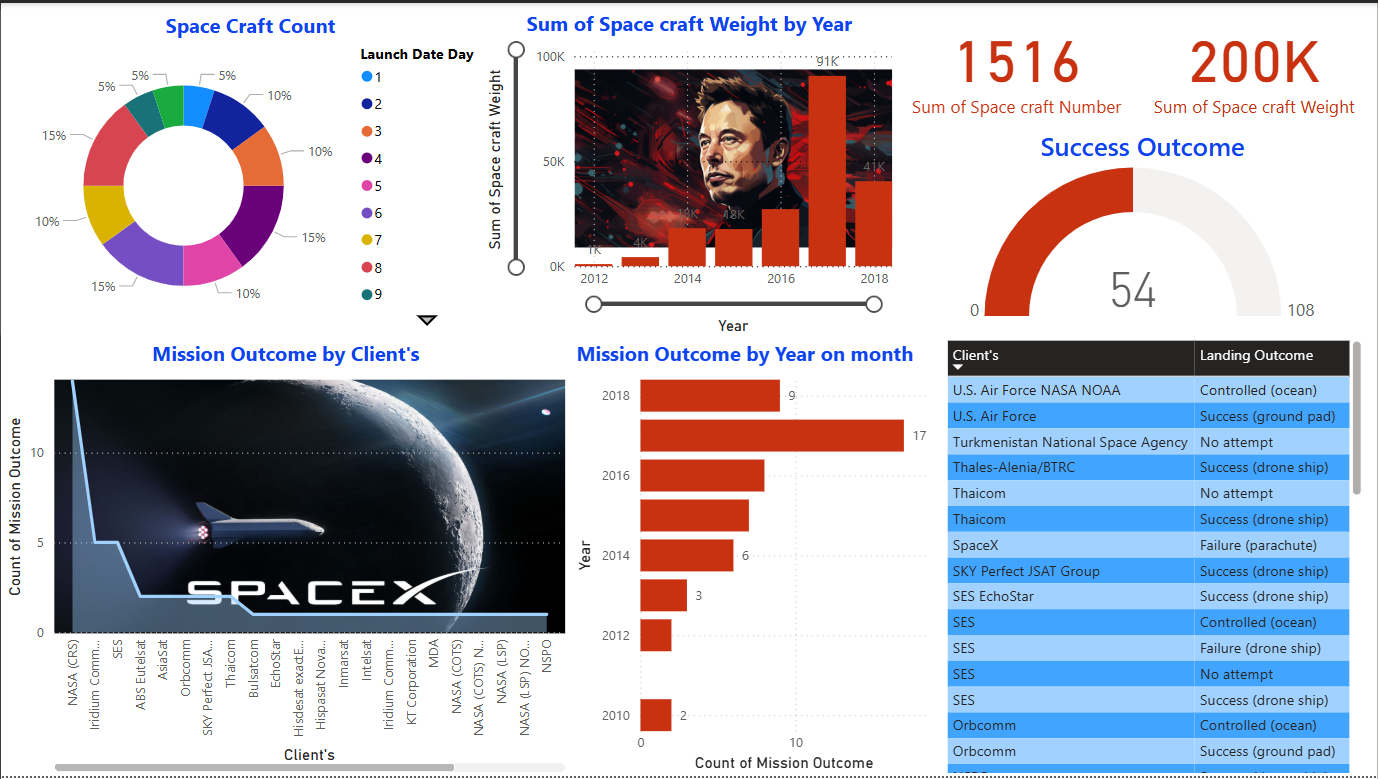 Space Craft Count
Launch Date Day
1
2
3
4
5
6
7
8
9
5%
10%
10%
15%
10%
15%
10%
15%
5%
5%
Sum of Space craft Weight by Year
Sum of Space craft Weight
100K
50K
0K
1K
4K
19K
18K
91K
41K
2012
2014
2016
2018
Year
1516
Sum of Space craft Number
200K
Sum of Space craft Weight
Success Outcome
54
0
108
Mission Outcome by Client's
Count of Mission Outcome
10
5
0
SPACEX
NASA (CRS)
Iridium Comm...
SES
ABS Eutelsat
AsiaSat
Orbcomm
SKY Perfect JSA...
Thaicom
Bulsatcom
EchoStar
Hisdesat exactE...
Hispasat Nova...
Inmarsat
Intelsat
Iridium Comm...
KT Corporation
MDA
NASA (COTS)
NASA (COTS) N...
NASA (LSP)
NASA (LSP) NO...
NSPO
Client's
Mission Outcome by Year on month
Year
2018
9
17
2016
2014
6
3
2012
2010
2
0
10
Count of Mission Outcome
Client's Landing Outcome
U.S. Air Force NASA NOAA Controlled (ocean)
U.S. Air Force Success (ground pad)
Turkmenistan National Space Agency No attempt
Thales-Alenia/BTRC Success (drone ship)
Thaicom No attempt
Thaicom Success (drone ship)
SpaceX Failure (parachute)
SKY Perfect JSAT Group Success (drone ship)
SES EchoStar Success (drone ship)
SES Controlled (ocean)
SES Failure (drone ship)
SES No attempt
SES Success (drone ship)
Orbcomm Controlled (ocean)
Orbcomm Success (ground pad)